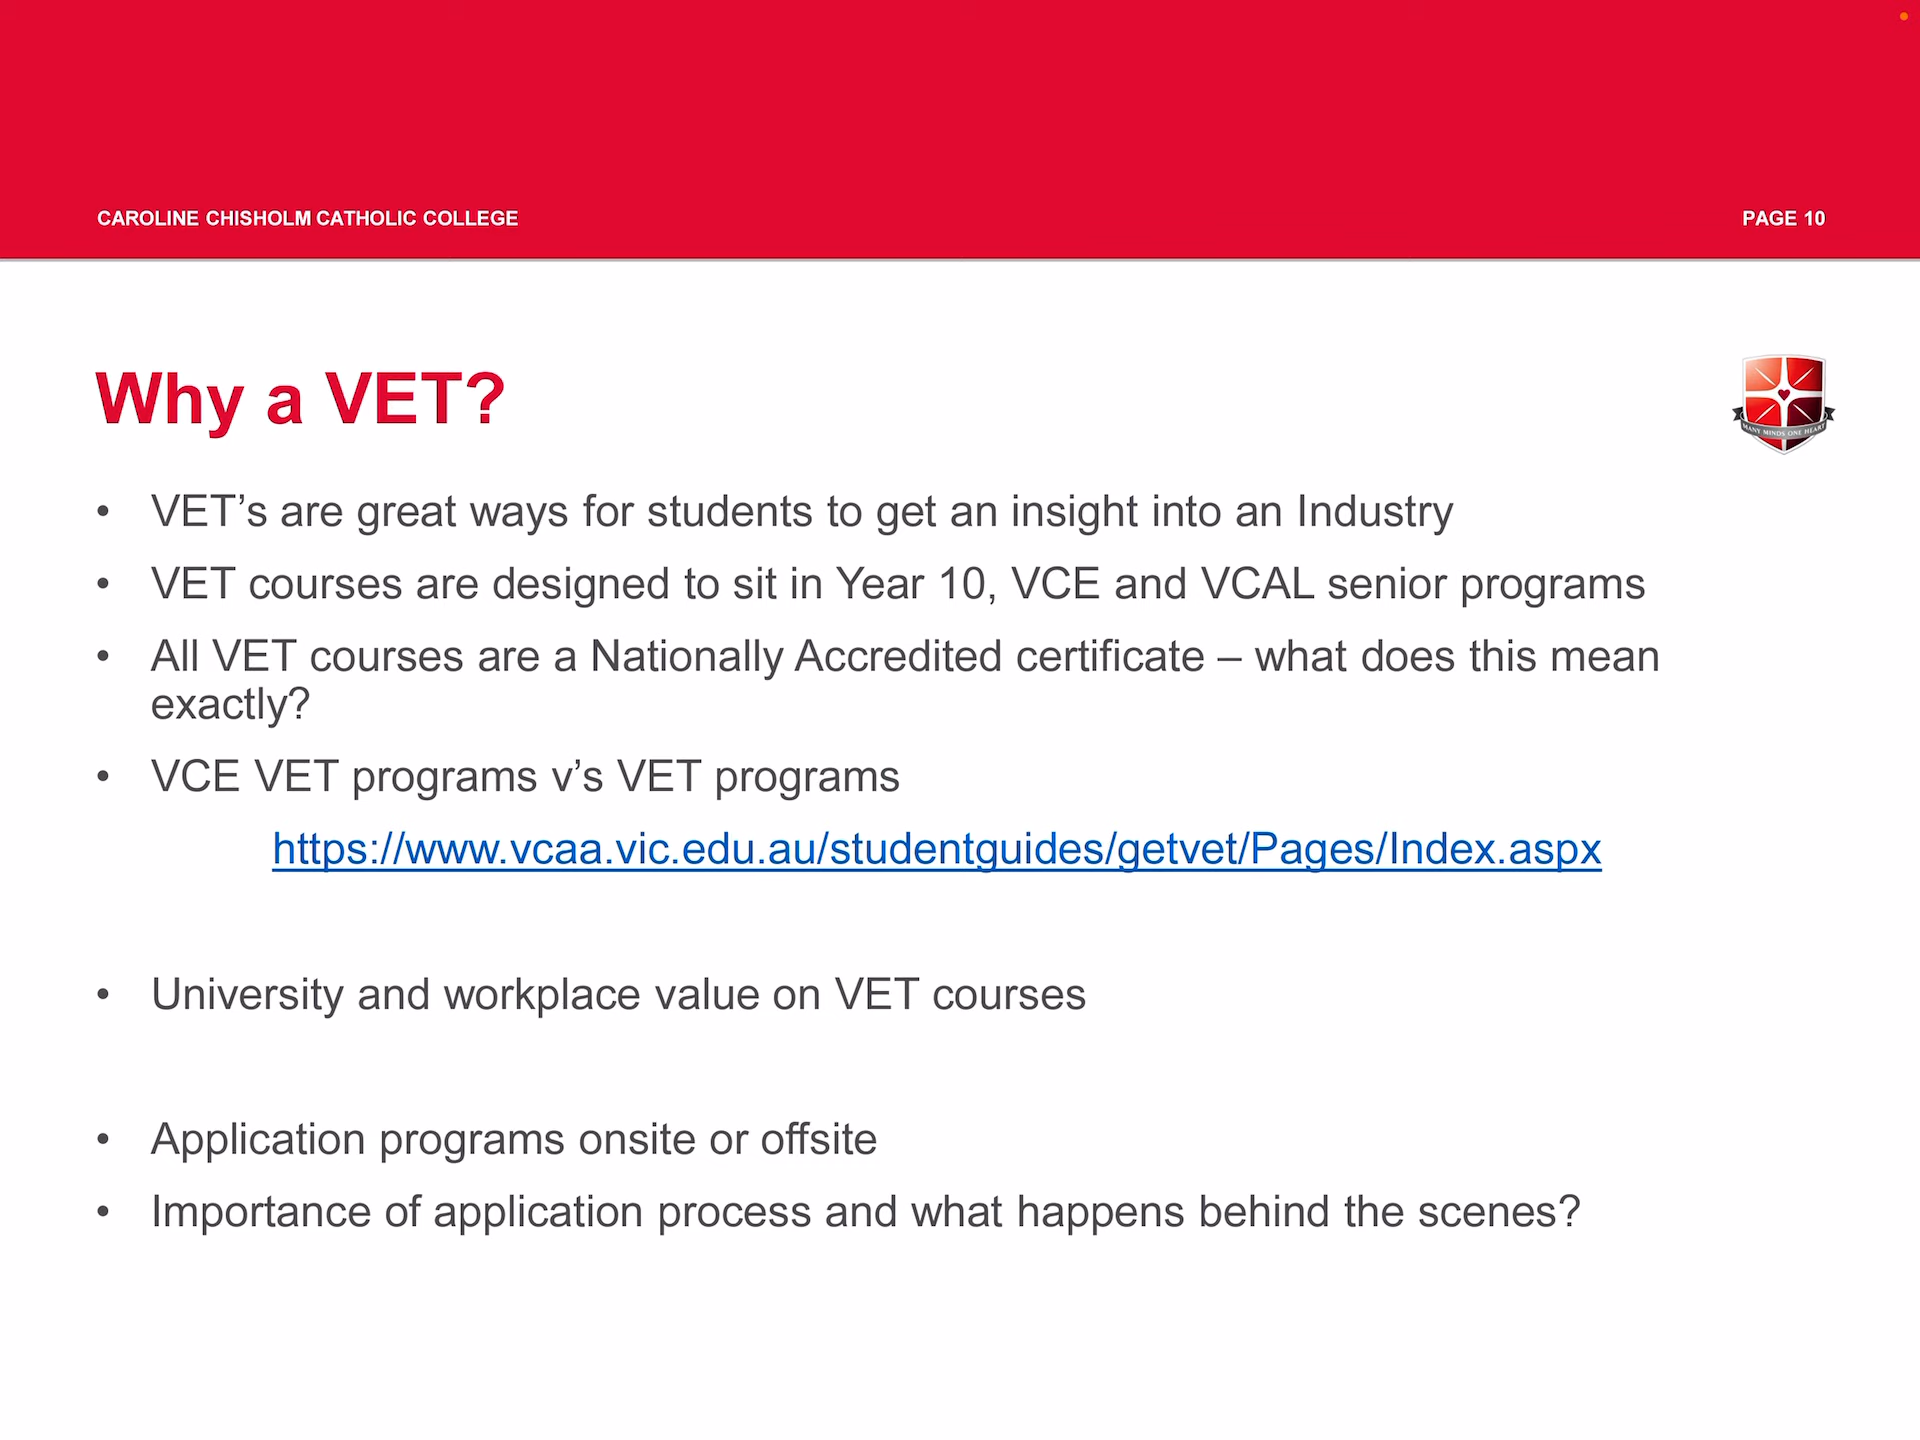 CAROLINE CHISHOLM CATHOLIC COLLEGE
PAGE 10
Why a VET?
MANY MINDS ONE HEART
• VET’s are great ways for students to get an insight into an Industry
• VET courses are designed to sit in Year 10, VCE and VCAL senior programs
• All VET courses are a Nationally Accredited certificate – what does this mean
exactly?
• VCE VET programs v’s VET programs
https://www.vcaa.vic.edu.au/studentguides/getvet/Pages/Index.aspx
• University and workplace value on VET courses
• Application programs onsite or offsite
• Importance of application process and what happens behind the scenes?